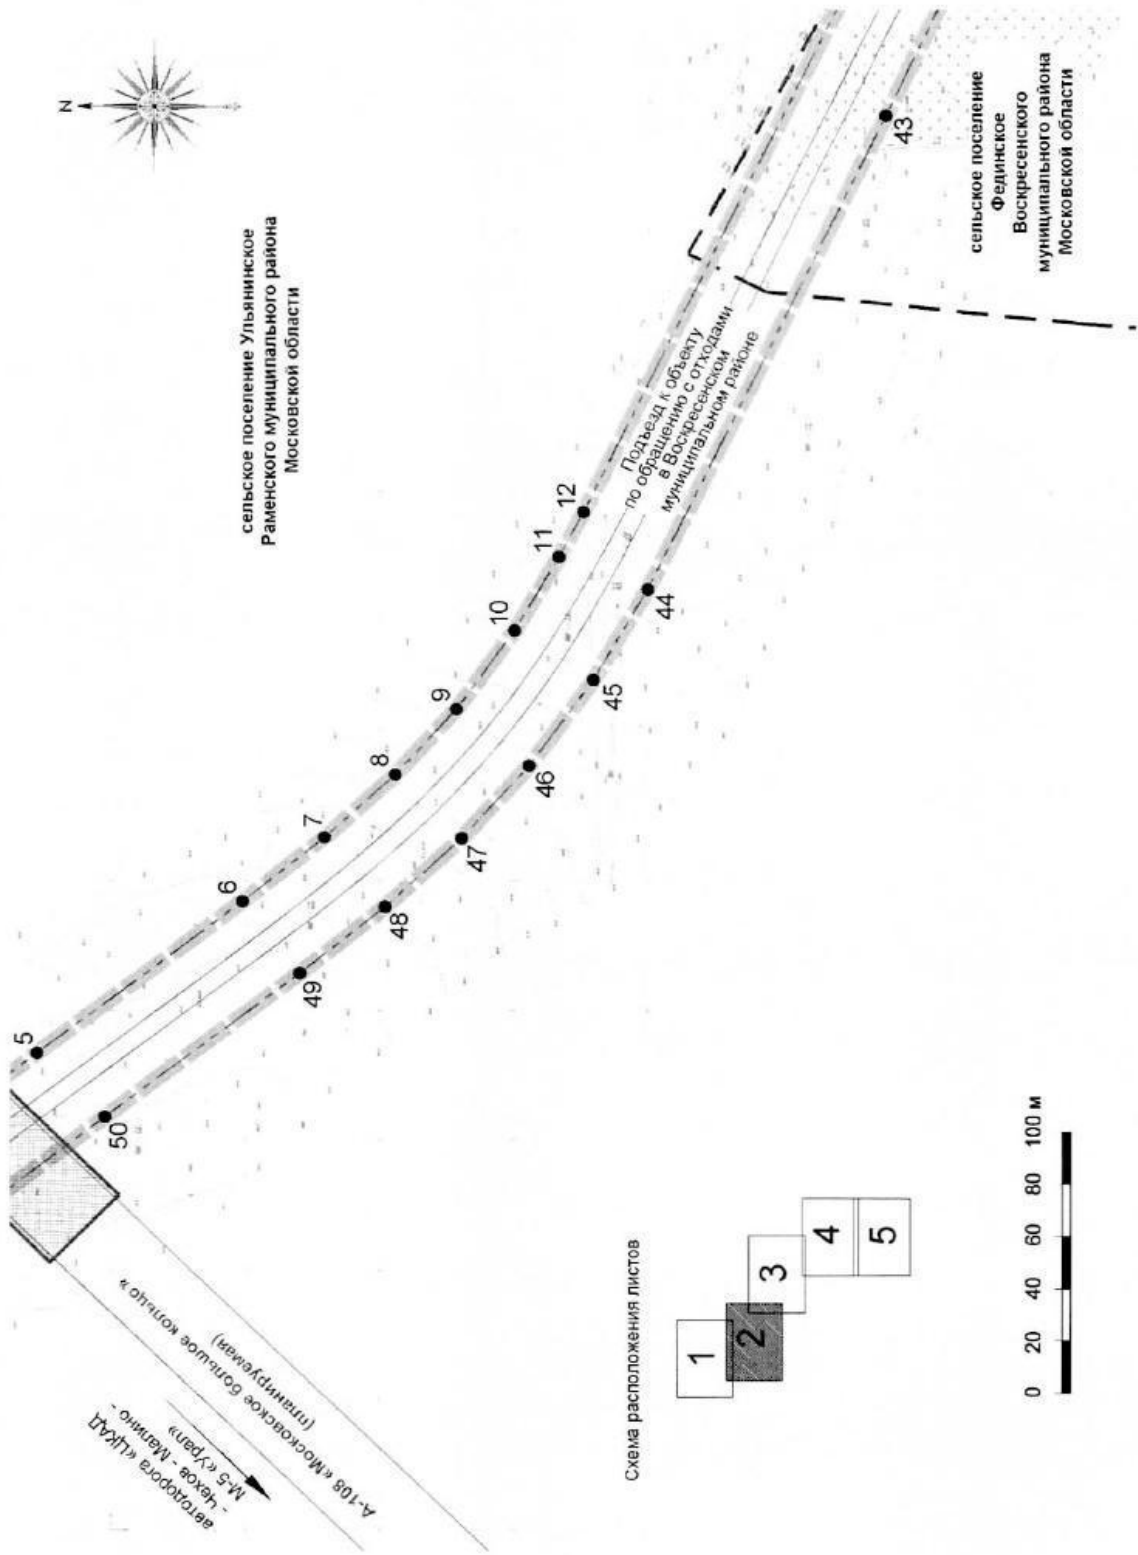 N
сельское поселение Ульянинское
Раменского муниципального района
Московской области
сельское поселение
Фединское
Воскресенского
муниципального района
Московской области
Подъезд к объекту
по обращению с отходами
в Воскресенском
муниципальном районе
5
6
7
8
9
10
11
12
43
44
45
46
47
48
49
50
автодорога «ЦКАД
- Чехов - Малино -
М-5 «Урал»
А-108 «Московское большое кольцо»
(планируемая)
Схема расположения листов
1
2
3
4
5
0 20 40 60 80 100 м